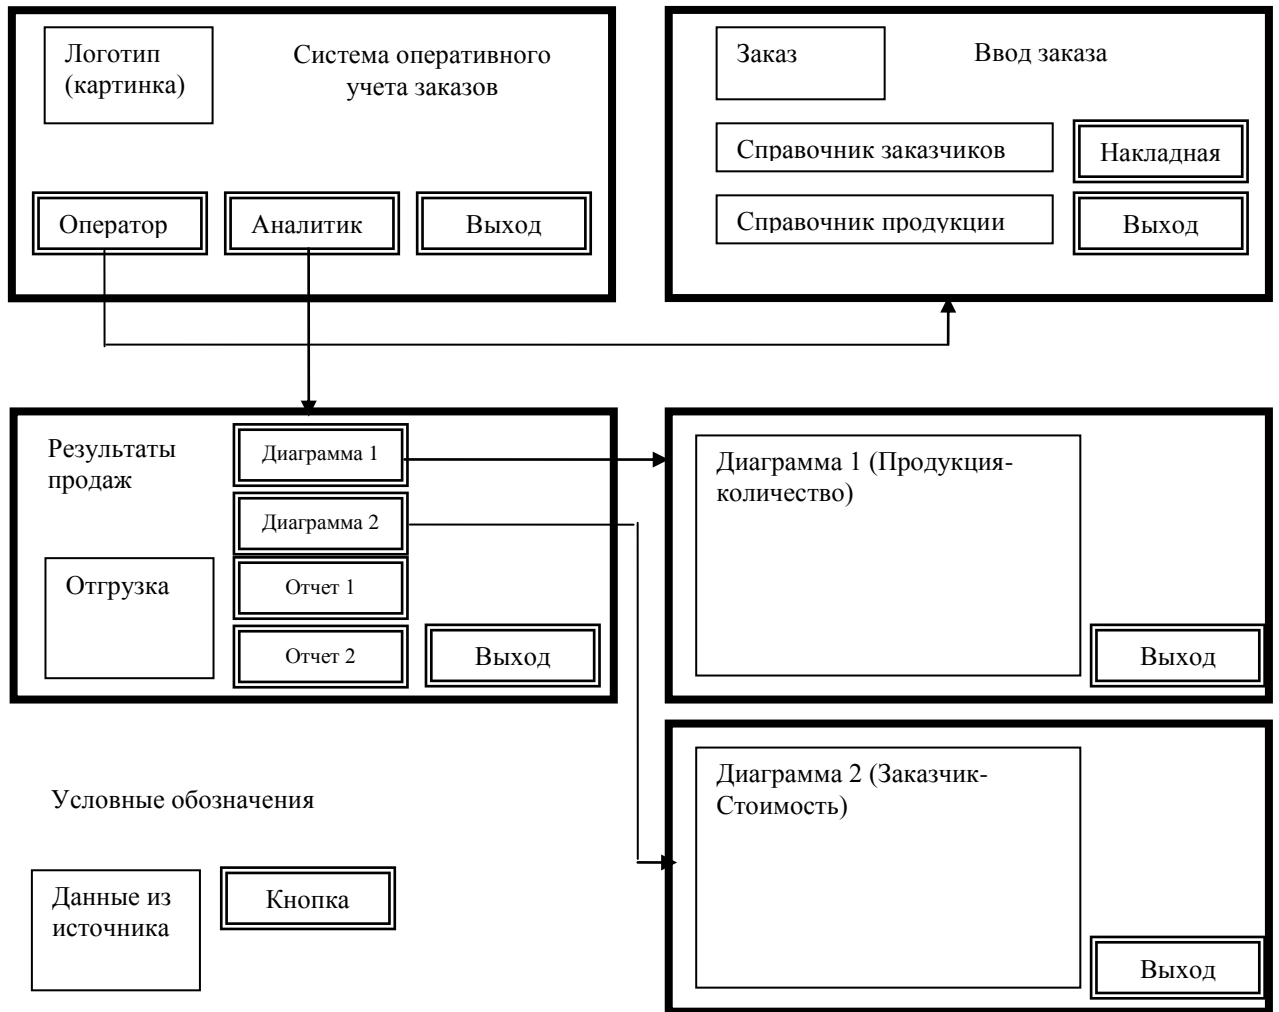 Логотип
(картинка)
Система оперативного
учета заказов
Оператор
Аналитик
Выход
Заказ
Ввод заказа
Справочник заказчиков
Накладная
Справочник продукции
Выход
Результаты
продаж
Диаграмма 1
Диаграмма 2
Отгрузка
Отчет 1
Отчет 2
Выход
Диаграмма 1 (Продукция-
количество)
Выход
Диаграмма 2 (Заказчик-
Стоимость)
Выход
Условные обозначения
Данные из
источника
Кнопка